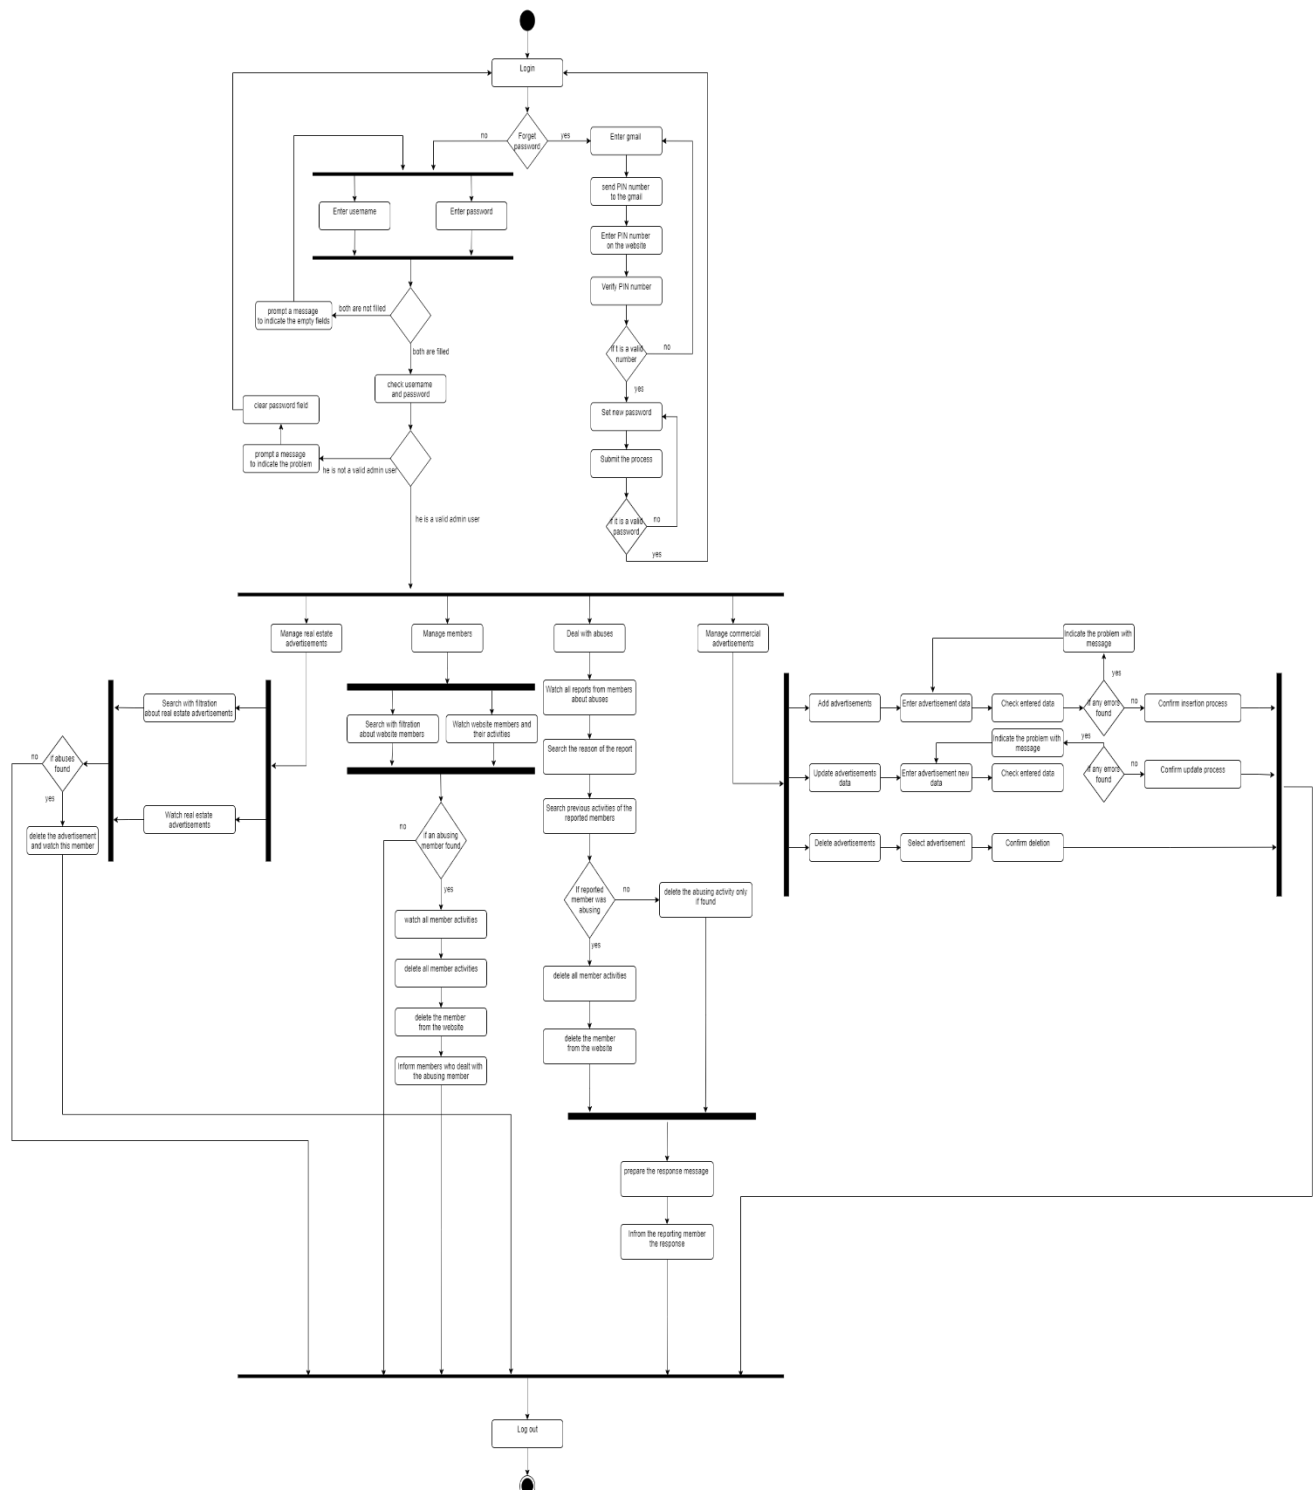 Login
Forget
password
no
yes
Enter gmail
send PIN number
to the gmail
Enter username
Enter password
Enter PIN number
on the website
Verify PIN number
prompt a message
to indicate the empty fields
both are not filled
both are filled
If t is a valid
number
no
yes
check username
and password
clear password field
Set new password
prompt a message
to indicate the problem
he is not a valid admin user
Submit the process
he is a valid admin user
if it is a valid
password
no
yes
Manage real estate
advertisements
Manage members
Deal with abuses
Manage commercial
advertisements
Indicate the problem with
message
yes
Search with filtration
about real estate advertisements
Search with filtration
about website members
Watch website members and
their activities
Watch all reports from members
about abuses
Add advertisements
Enter advertisement data
Check entered data
if any errors
found
no
Confirm insertion process
Indicate the problem with
message
yes
if abuses
found
no
yes
Search the reason of the report
Update advertisements
data
Enter advertisement new
data
Check entered data
if any errors
found
no
Confirm update process
Watch real estate
advertisements
Search previous activities of the
reported members
delete the advertisement
and watch this member
no
if an abusing
member found
yes
Delete advertisements
Select advertisement
Confirm deletion
If reported
member was
abusing
no
yes
delete the abusing activity only
if found
watch all member activities
delete all member activities
delete all member activities
delete the member
from the website
delete the member
from the website
Inform members who dealt with
the abusing member
prepare the response message
Infrom the reporting member
the response
Log out